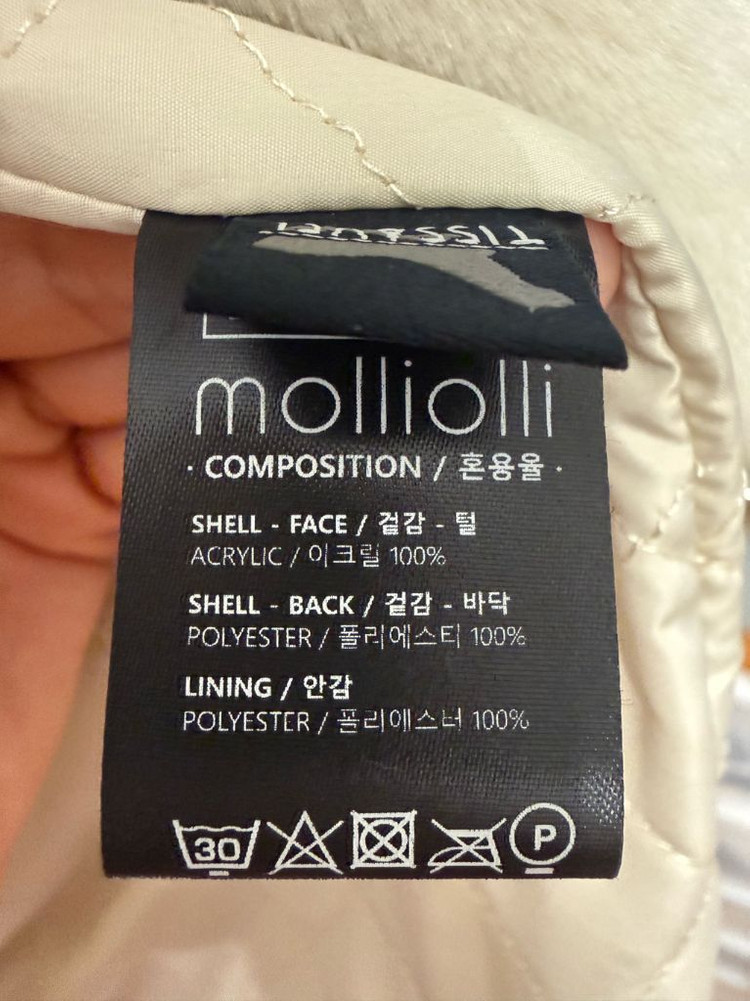 TISSAVEL
molliolli
· COMPOSITION / 혼용율 ·
SHELL - FACE / 겉감 - 털
ACRYLIC / 아크릴 100%
SHELL - BACK / 겉감 - 바닥
POLYESTER / 폴리에스터 100%
LINING / 안감
POLYESTER / 폴리에스터 100%
30
P